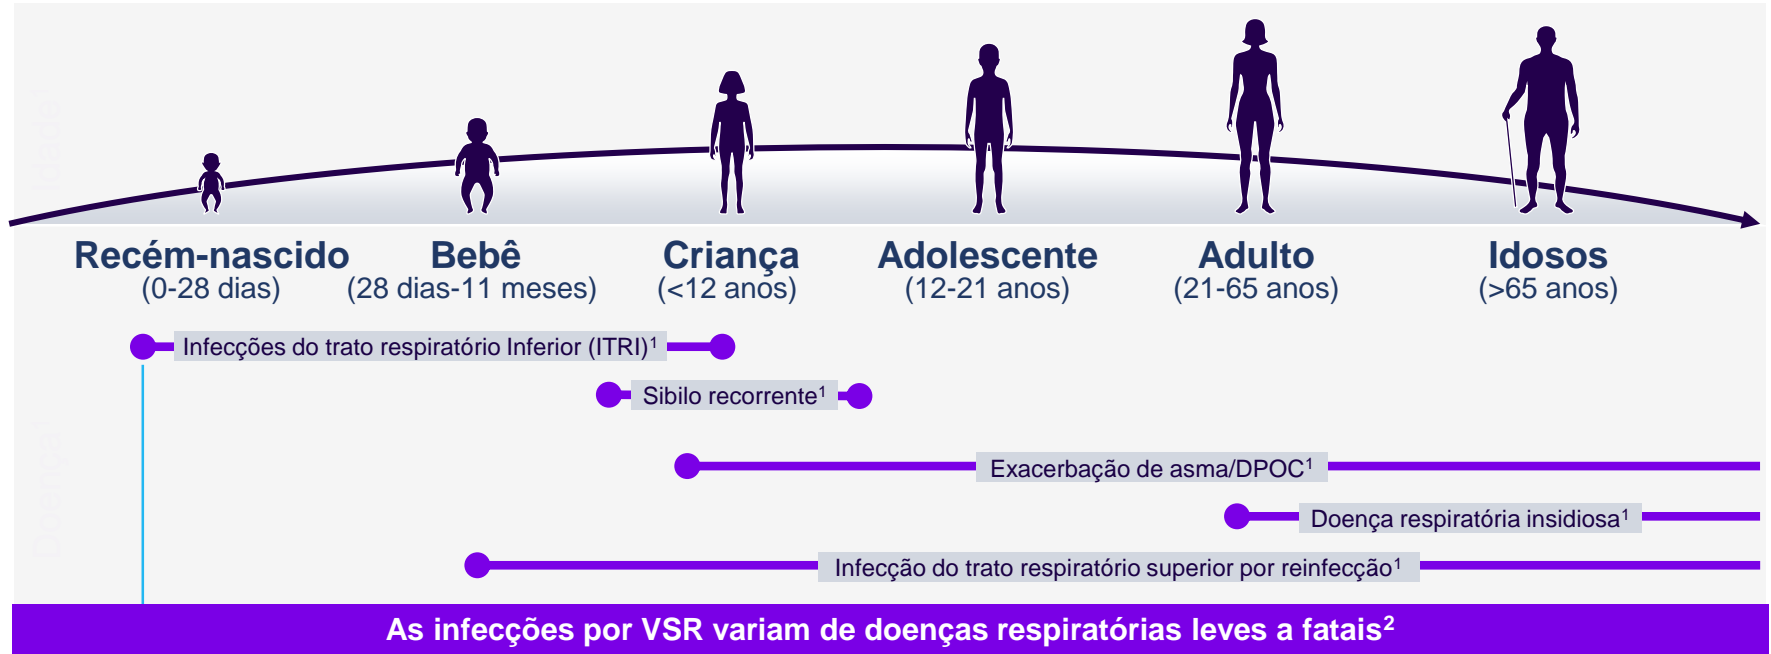 Idade¹
Recém-nascido
(0-28 dias)
Bebê
(28 dias-11 meses)
Criança
(<12 anos)
Adolescente
(12-21 anos)
Adulto
(21-65 anos)
Idosos
(>65 anos)
Doença¹
Infecções do trato respiratório Inferior (ITRI)¹
Sibilo recorrente¹
Exacerbação de asma/DPOC¹
Doença respiratória insidiosa¹
Infecção do trato respiratório superior por reinfecção¹
As infecções por VSR variam de doenças respiratórias leves a fatais²